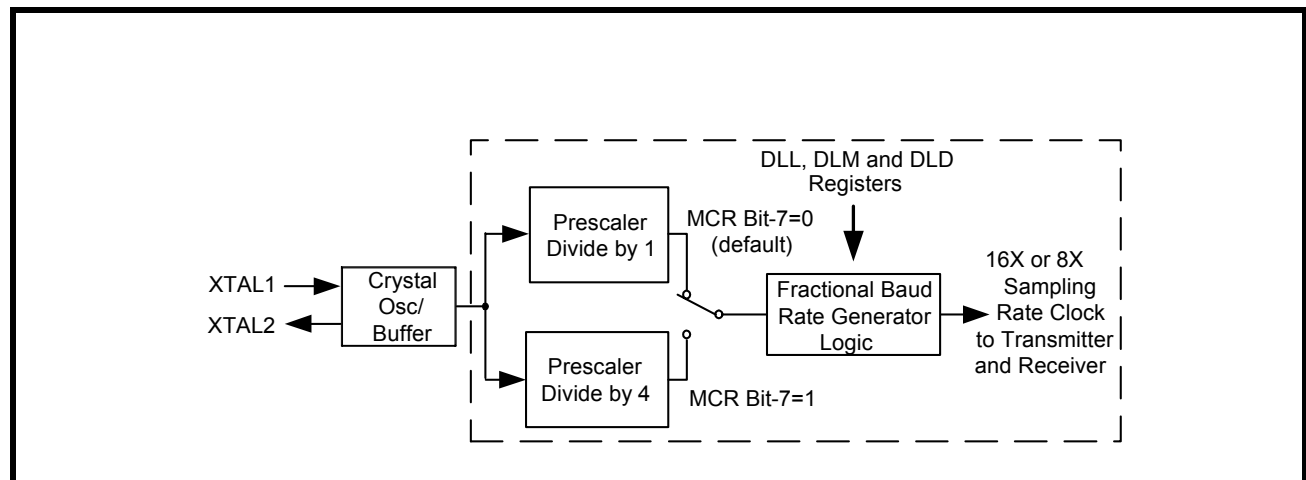 XTAL1
XTAL2
Crystal
Osc/
Buffer
Prescaler
Divide by 1
Prescaler
Divide by 4
MCR Bit-7=0
(default)
MCR Bit-7=1
DLL, DLM and DLD
Registers
Fractional Baud
Rate Generator
Logic
16X or 8X
Sampling
Rate Clock
to Transmitter
and Receiver